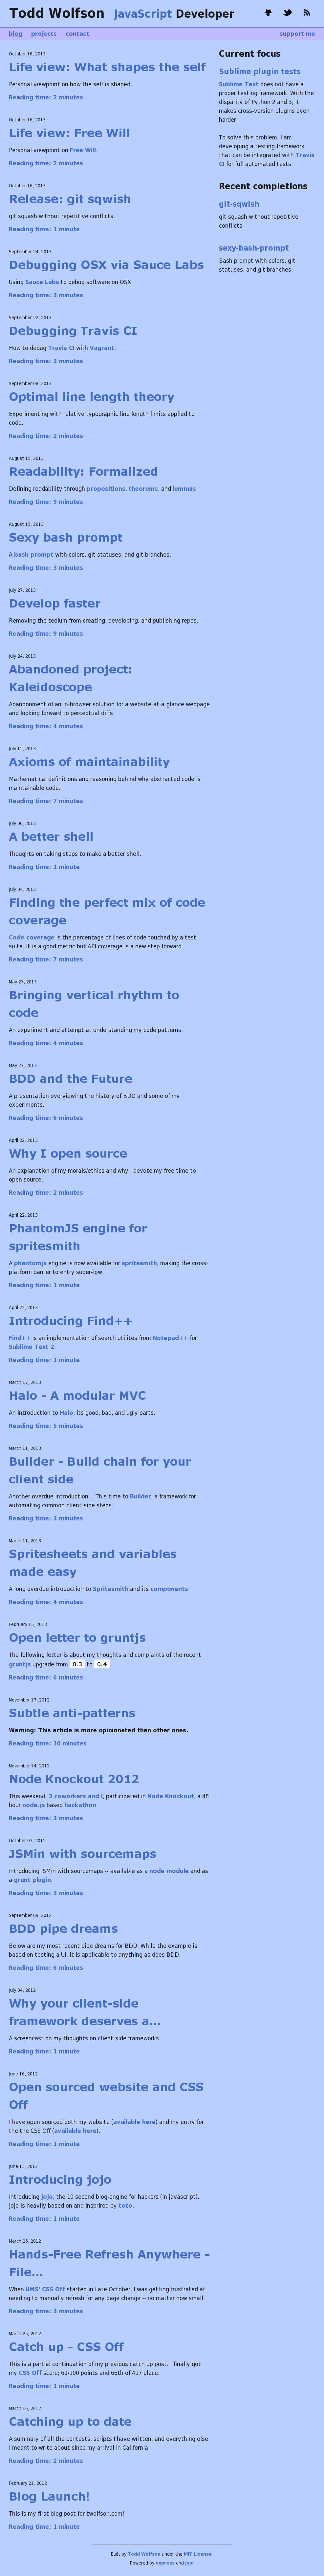 Todd Wolfson JavaScript Developer
blog projects contact support me
October 16, 2013
Life view: What shapes the self
Personal viewpoint on how the self is shaped.
Reading time: 2 minutes
October 16, 2013
Life view: Free Will
Personal viewpoint on Free Will.
Reading time: 2 minutes
October 16, 2013
Release: git sqwish
git squash without repetitive conflicts.
Reading time: 1 minute
September 24, 2013
Debugging OSX via Sauce Labs
Using Sauce Labs to debug software on OSX.
Reading time: 3 minutes
September 22, 2013
Debugging Travis CI
How to debug Travis CI with Vagrant.
Reading time: 3 minutes
September 08, 2013
Optimal line length theory
Experimenting with relative typographic line length limits applied to
code.
Reading time: 2 minutes
August 15, 2013
Readability: Formalized
Defining readability through propositions, theorems, and lemmas.
Reading time: 9 minutes
August 15, 2013
Sexy bash prompt
A bash prompt with colors, git statuses, and git branches.
Reading time: 3 minutes
July 27, 2013
Develop faster
Removing the tedium from creating, developing, and publishing repos.
Reading time: 9 minutes
July 24, 2013
Abandoned project:
Kaleidoscope
Abandonment of an in-browser solution for a website-at-a-glance webpage
and looking forward to perceptual diffs.
Reading time: 4 minutes
July 11, 2013
Axioms of maintainability
Mathematical definitions and reasoning behind why abstracted code is
maintainable code.
Reading time: 7 minutes
July 06, 2013
A better shell
Thoughts on taking steps to make a better shell.
Reading time: 1 minute
July 04, 2013
Finding the perfect mix of code
coverage
Code coverage is the percentage of lines of code touched by a test
suite. It is a good metric but API coverage is a new step forward.
Reading time: 7 minutes
May 27, 2013
Bringing vertical rhythm to
code
An experiment and attempt at understanding my code patterns.
Reading time: 4 minutes
May 27, 2013
BDD and the Future
A presentation overviewing the history of BDD and some of my
experiments.
Reading time: 6 minutes
April 22, 2013
Why I open source
An explanation of my morals/ethics and why I devote my free time to
open source.
Reading time: 2 minutes
April 22, 2013
PhantomJS engine for
spritesmith
A phantomjs engine is now available for spritesmith, making the cross-
platform barrier to entry super-low.
Reading time: 1 minute
April 22, 2013
Introducing Find++
Find++ is an implementation of search utilites from Notepad++ for
Sublime Text 2.
Reading time: 1 minute
March 17, 2013
Halo - A modular MVC
An introduction to Halo: its good, bad, and ugly parts.
Reading time: 5 minutes
March 11, 2013
Builder - Build chain for your
client side
Another overdue introduction -- This time to Builder, a framework for
automating common client-side steps.
Reading time: 3 minutes
March 11, 2013
Spritesheets and variables
made easy
A long overdue introduction to Spritesmith and its components.
Reading time: 4 minutes
February 13, 2013
Open letter to gruntjs
The following letter is about my thoughts and complaints of the recent
gruntjs upgrade from 0.3 to 0.4
Reading time: 6 minutes
November 17, 2012
Subtle anti-patterns
Warning: This article is more opinionated than other ones.
Reading time: 10 minutes
November 14, 2012
Node Knockout 2012
This weekend, 3 coworkers and I, participated in Node Knockout, a 48
hour node.js based hackathon.
Reading time: 3 minutes
October 07, 2012
JSMin with sourcemaps
Introducing JSMin with sourcemaps -- available as a node module and as
a grunt plugin.
Reading time: 3 minutes
September 09, 2012
BDD pipe dreams
Below are my most recent pipe dreams for BDD. While the example is
based on testing a UI, it is applicable to anything as does BDD.
Reading time: 6 minutes
July 04, 2012
Why your client-side
framework deserves a...
A screencast on my thoughts on client-side frameworks.
Reading time: 1 minute
June 16, 2012
Open sourced website and CSS
Off
I have open sourced both my website (available here) and my entry for
the the CSS Off (available here).
Reading time: 1 minute
June 11, 2012
Introducing jojo
Introducing jojo, the 10 second blog-engine for hackers (in javascript).
Jojo is heavily based on and insprired by toto.
Reading time: 1 minute
March 25, 2012
Hands-Free Refresh Anywhere -
File...
When UMS' CSS Off started in Late October, I was getting frustrated at
needing to manually refresh for any page change -- no matter how small.
Reading time: 3 minutes
March 25, 2012
Catch up - CSS Off
This is a partial continuation of my previous catch up post. I finally got
my CSS Off score; 61/100 points and 66th of 417 place.
Reading time: 1 minute
March 16, 2012
Catching up to date
A summary of all the contests, scripts I have written, and everything else
I meant to write about since my arrival in California.
Reading time: 2 minutes
February 21, 2012
Blog Launch!
This is my first blog post for twolfson.com!
Reading time: 1 minute
Current focus
Sublime plugin tests
Sublime Text does not have a
proper testing framework. With the
disparity of Python 2 and 3, it
makes cross-version plugins even
harder.
To solve this problem, I am
developing a testing framework
that can be integrated with Travis
CI for full automated tests.
Recent completions
git-sqwish
git squash without repetitive
conflicts
sexy-bash-prompt
Bash prompt with colors, git
statuses, and git branches
Built by Todd Wolfson under the MIT License
Powered by express and jojo